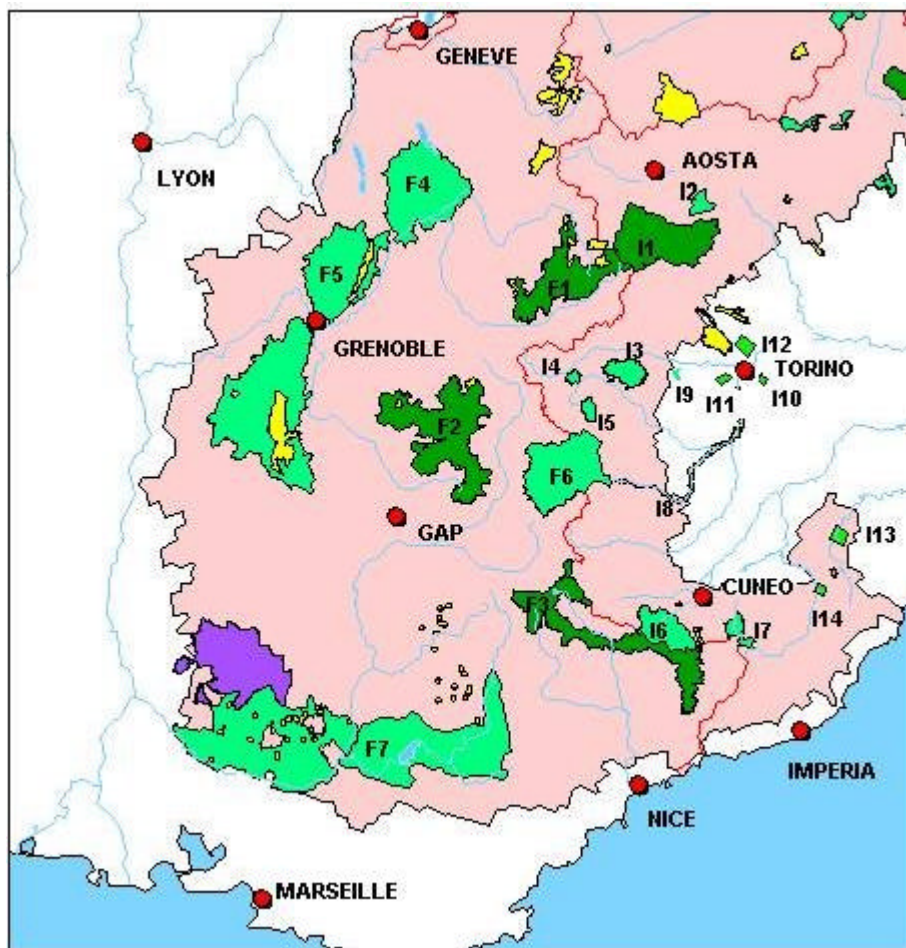 GENEVE
LYON
AOSTA
F4
I2
I1
F5
F1
GRENOBLE
I12
I4
I3
TORINO
I9
I11
I10
I5
F2
F6
I8
GAP
I13
CUNEO
F3
I14
I6
I7
F7
IMPERIA
NICE
MARSEILLE